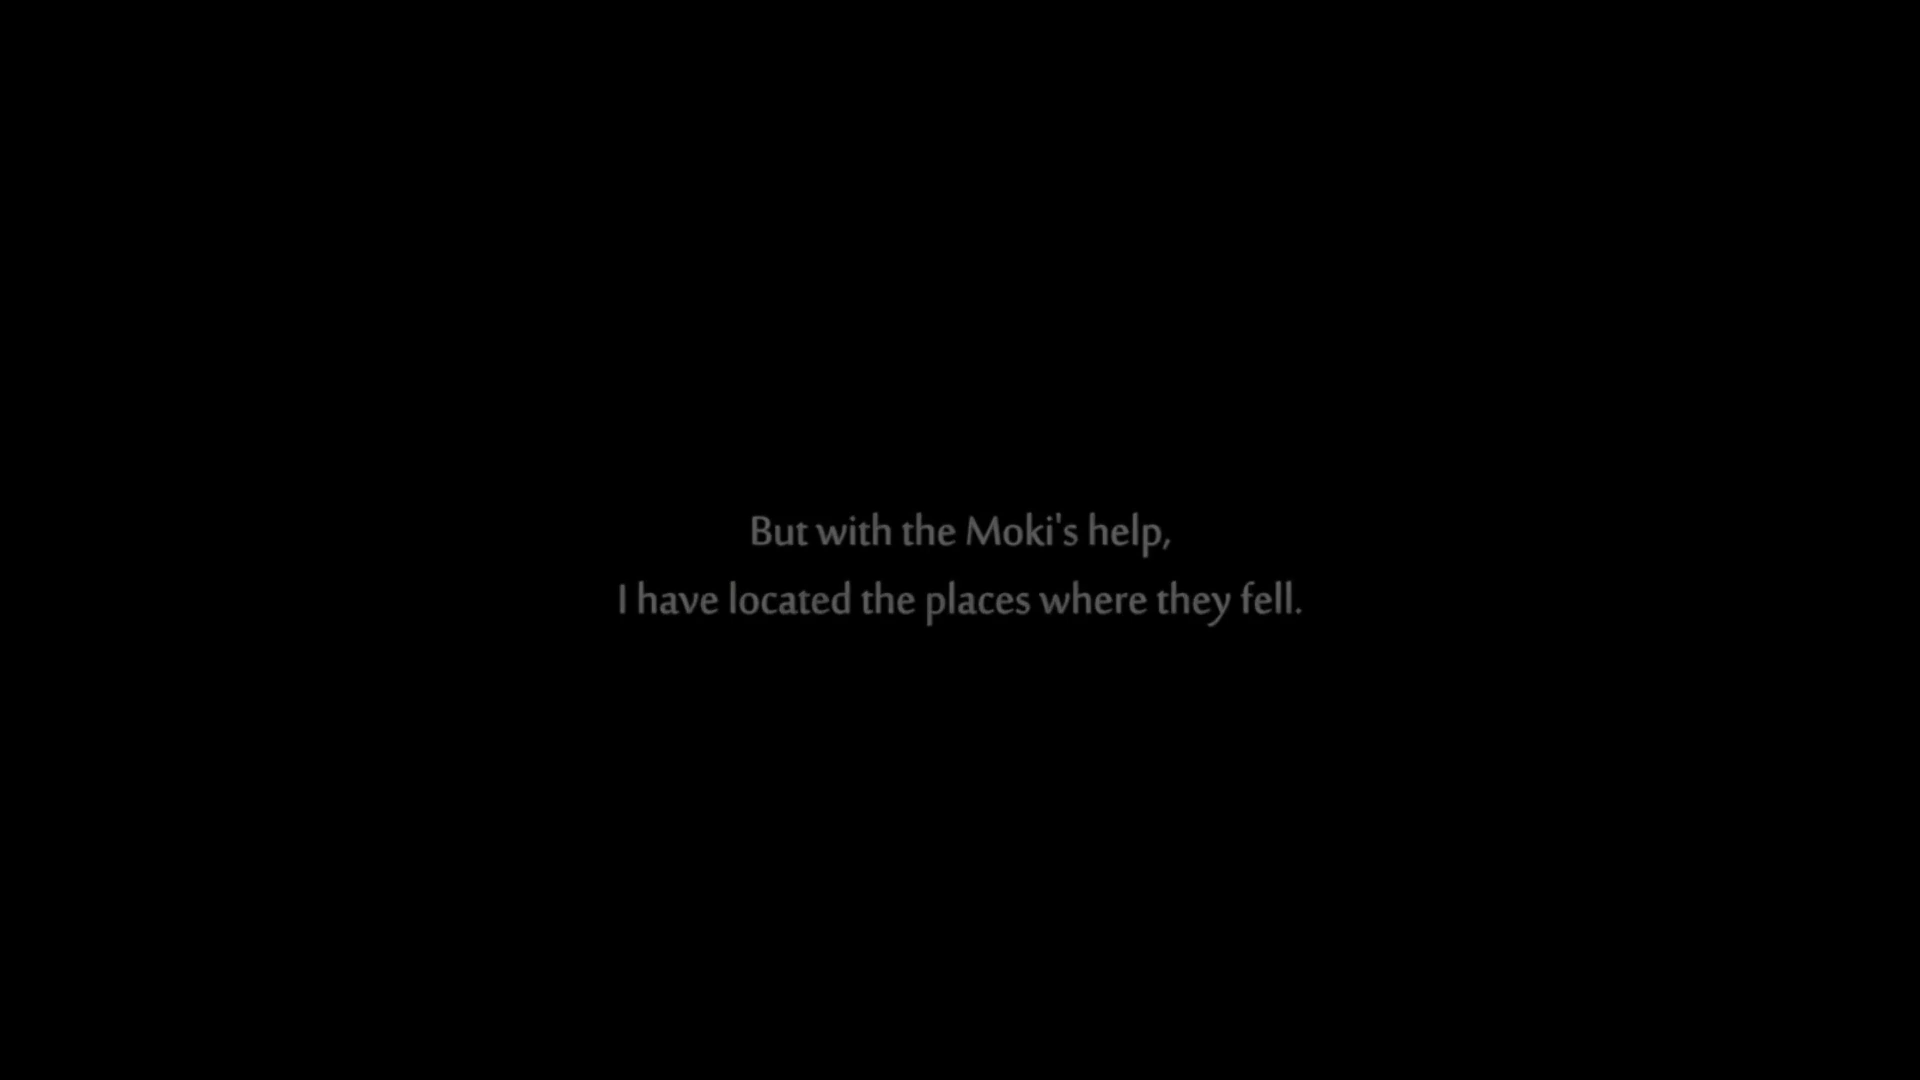 But with the Moki's help,
I have located the places where they fell.